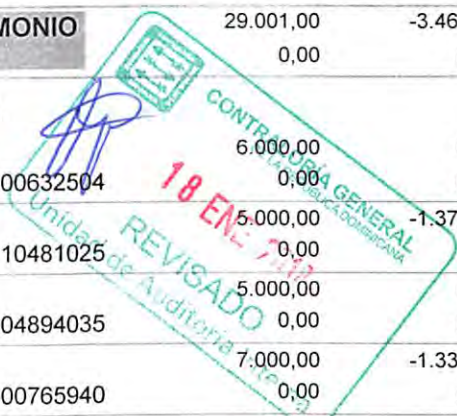 MONIO 29.001,00 -3.46
0,00
6.000,00
00632504 0,00
5.000,00 -1.37
10481025 0,00
5.000,00
04894035 0,00
7.000,00 -1.33
00765940 0,00
CONTRALORÍA GENERAL
DE LA REPÚBLICA DOMINICANA
18 ENE
REVISADO
Unidad de Auditoría Interna